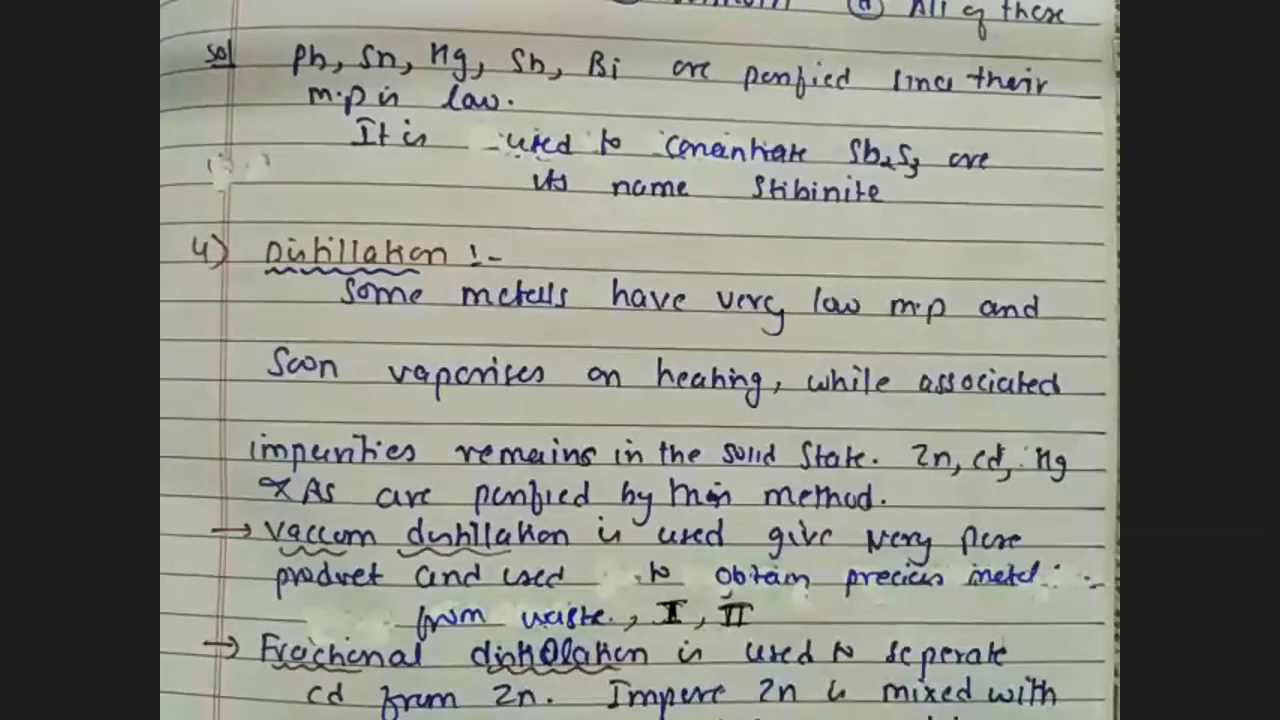 (d) All of these
sol Pb, Sn, Hg, Sb, Bi are purified since their
m.p is low.
It is used to concentrate Sb2S3 ore
its name Stibinite
4) Distillation :-
Some metells have very low m.p and
Soon vaporises on heating, while associated
impurities remains in the solid State. Zn, Cd, Hg
& As are purified by this method.
→ Vaccum distillation is used give very pure
product and used to obtain precius metal
from waste., I, II
→ Frachional distillation is used to seperate
Cd from Zn. Impure Zn is mixed with